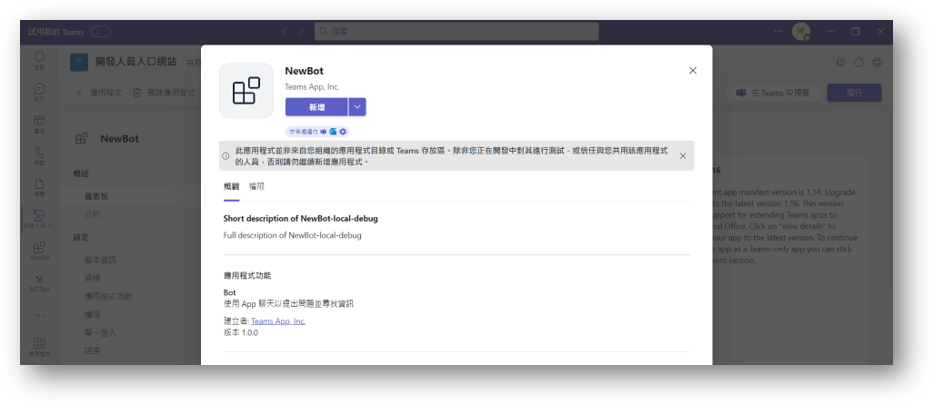 試用新的 Teams
搜尋
開發人員入口網站
應用程式
刪除應用程式
在 Teams 中預覽
發行
NewBot
概述
儀表板
分析
設定
基本資訊
商標
應用程式功能
權限
單一登入
語言
NewBot
應用程式
NewBot
Teams App, Inc.
新增
此應用程式並非來自您組織的應用程式目錄或 Teams 存放區。除非您正在開發中對其進行測試，或信任與您共用該應用程式
的人員，否則請勿繼續新增應用程式。
概觀 權限
Short description of NewBot-local-debug
Full description of NewBot-local-debug
應用程式功能
Bot
使用 App 聊天以提出問題並尋找資訊
建立者: Teams App, Inc.
版本 1.0.0
16
nt app manifest version is 1.14. Upgrade
to the latest version 1.16. This version
upport for extending Teams apps to
nd Office. Click on "view details" to
our app to the latest version. To continue
app as a Teams-only app you can stick
rent version.